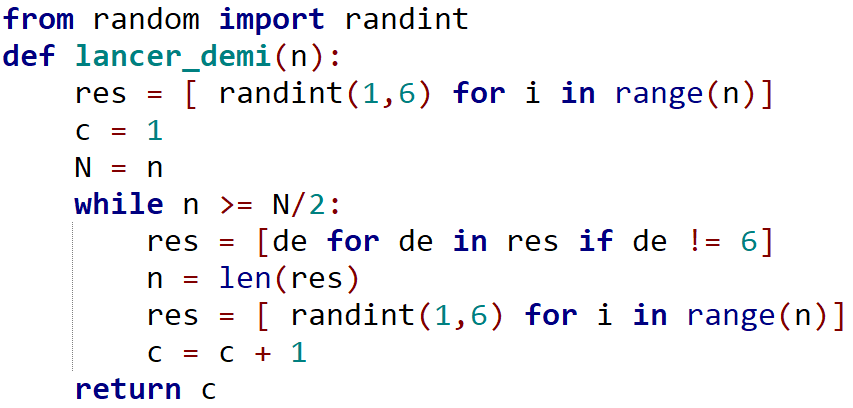 from random import randint
def lancer_demi(n):
    res = [ randint(1,6) for i in range(n)]
    c = 1
    N = n
    while n >= N/2:
        res = [de for de in res if de != 6]
        n = len(res)
        res = [ randint(1,6) for i in range(n)]
        c = c + 1
    return c